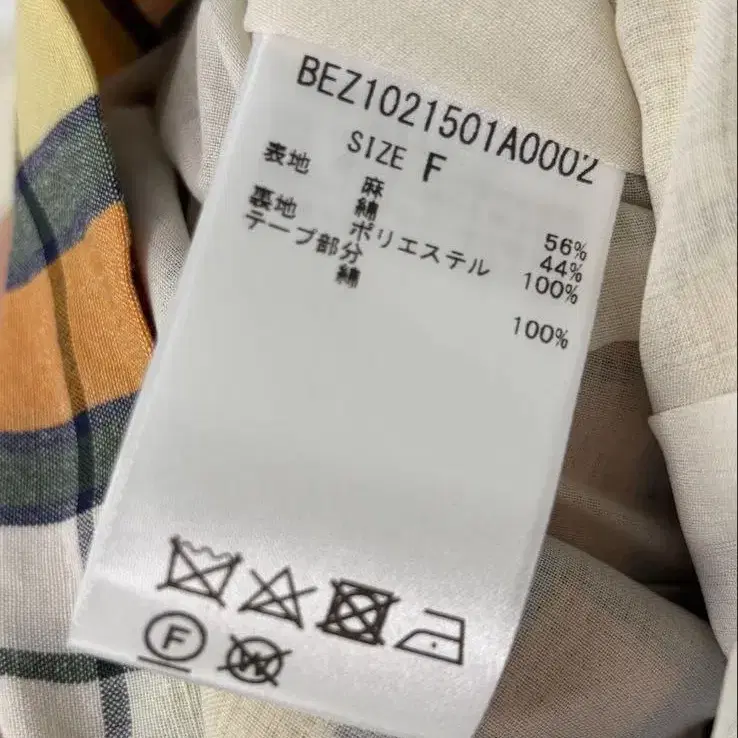 BEZ1021501A0002
SIZE F
表地 麻 56%
綿 44%
裏地 ポリエステル 100%
テープ部分
綿 100%
F
W